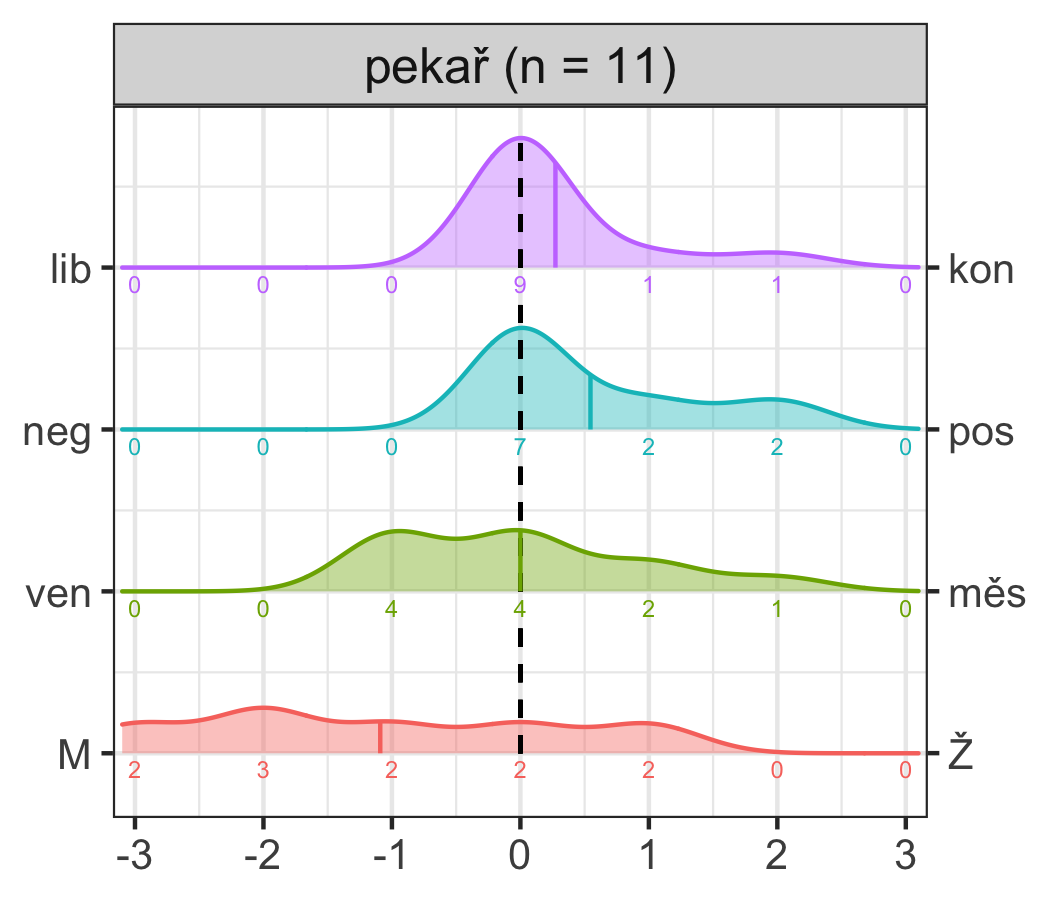 pekař (n = 11)
lib kon
0 0 0 9 1 1 0
neg pos
0 0 0 7 2 2 0
ven měs
0 0 4 4 2 1 0
M Ž
2 3 2 2 2 0 0
-3 -2 -1 0 1 2 3